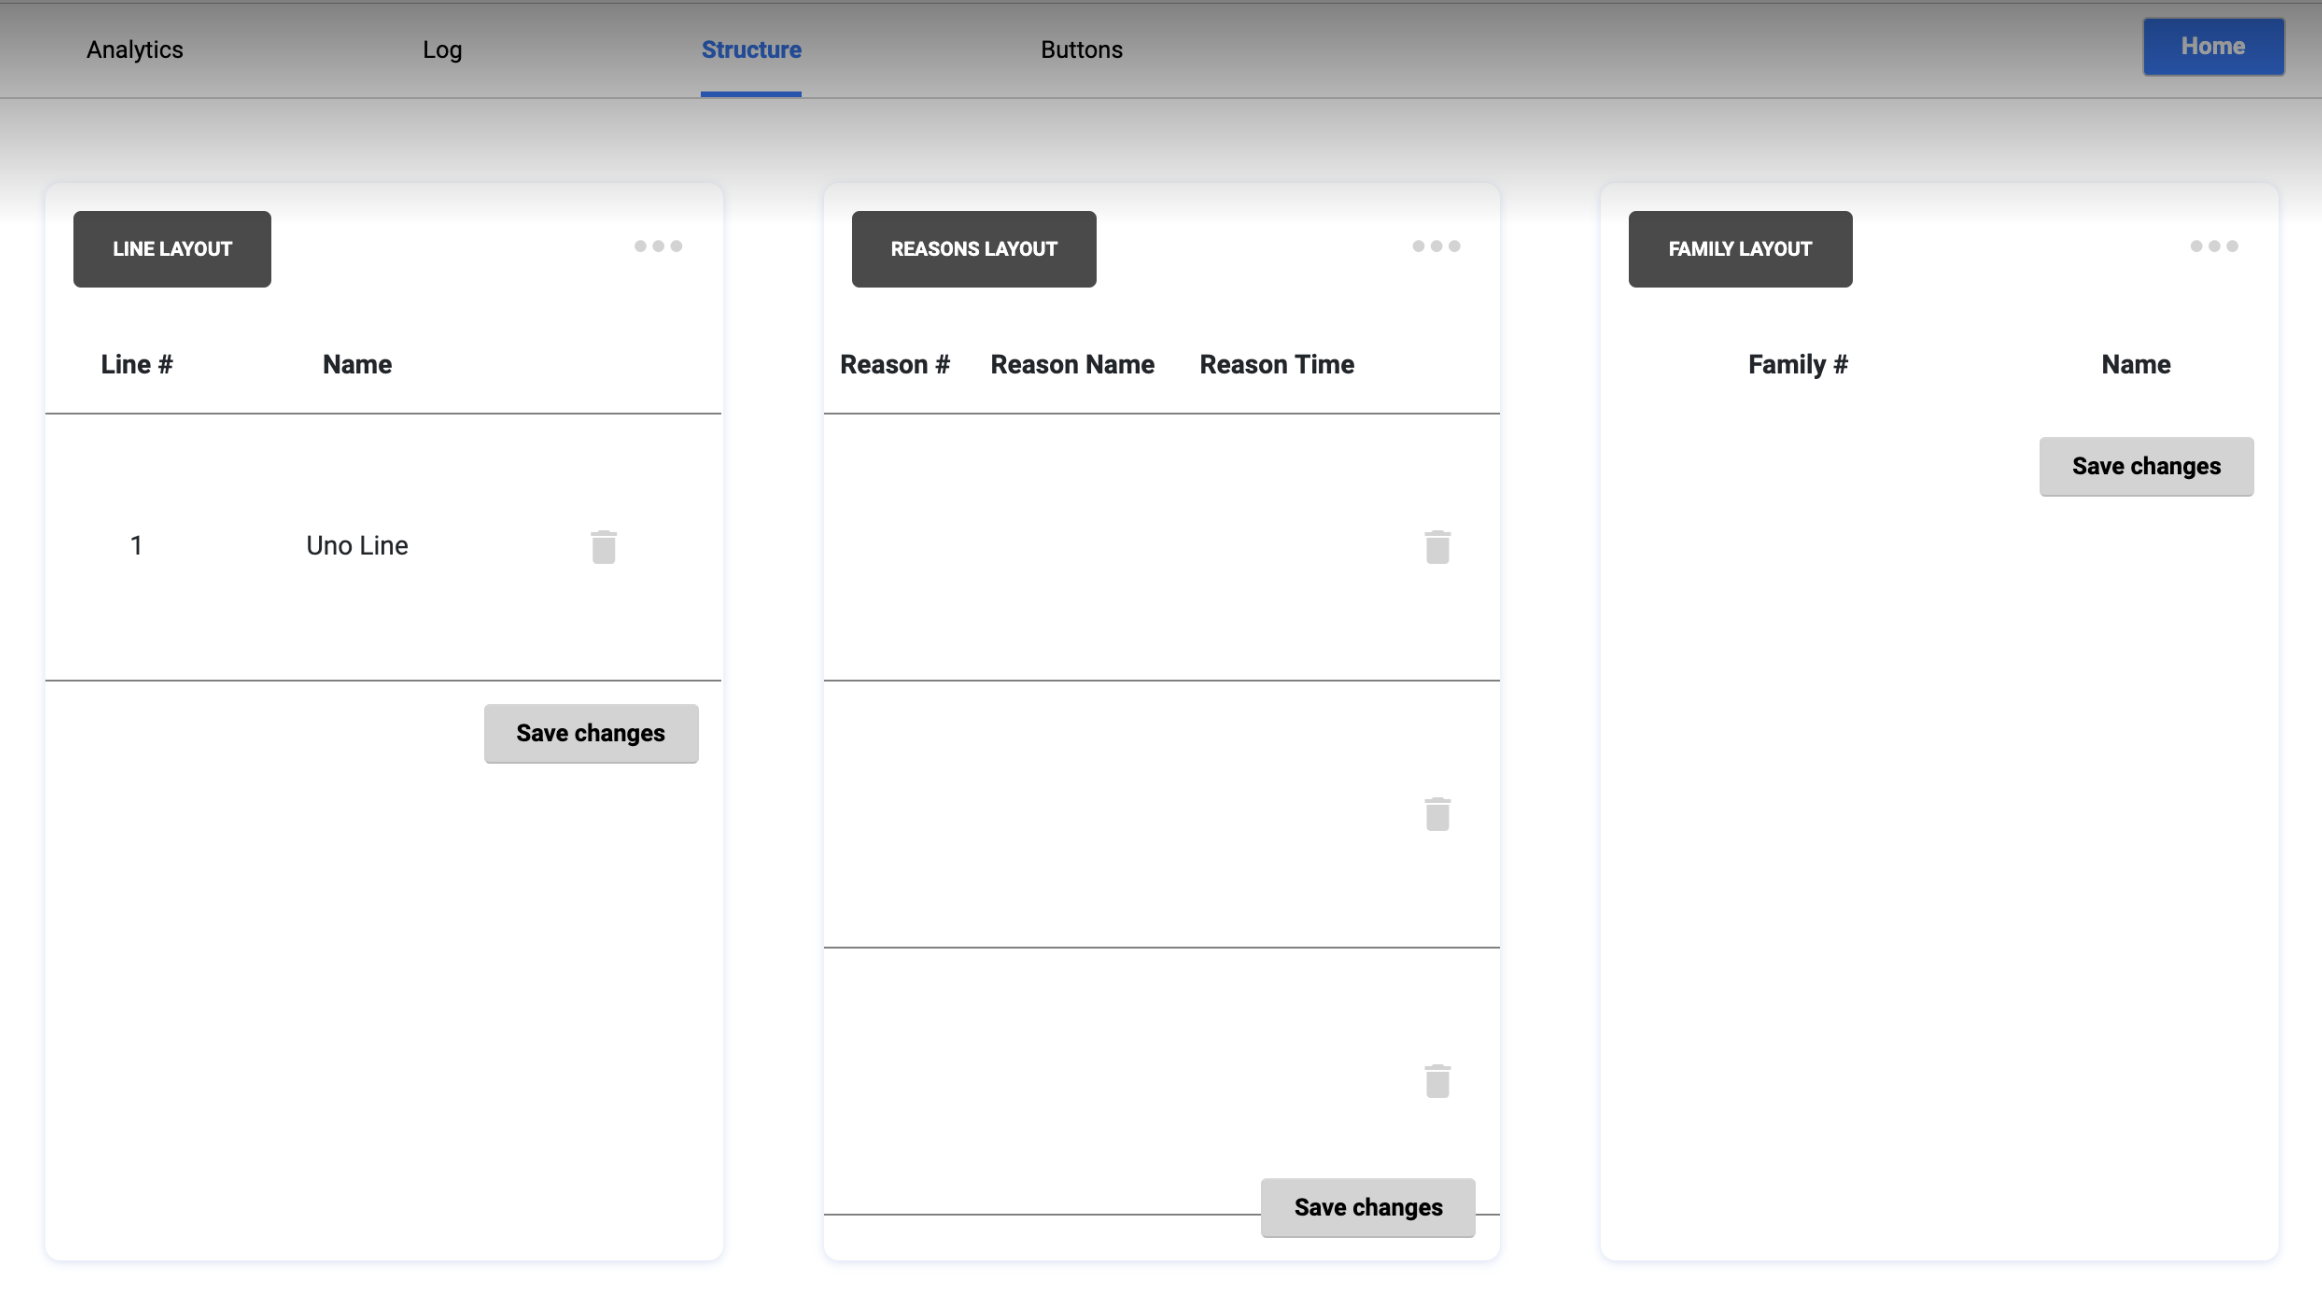 Analytics Log Structure Buttons Home
LINE LAYOUT
Line # Name
1 Uno Line
Save changes
REASONS LAYOUT
Reason # Reason Name Reason Time
Save changes
FAMILY LAYOUT
Family # Name
Save changes